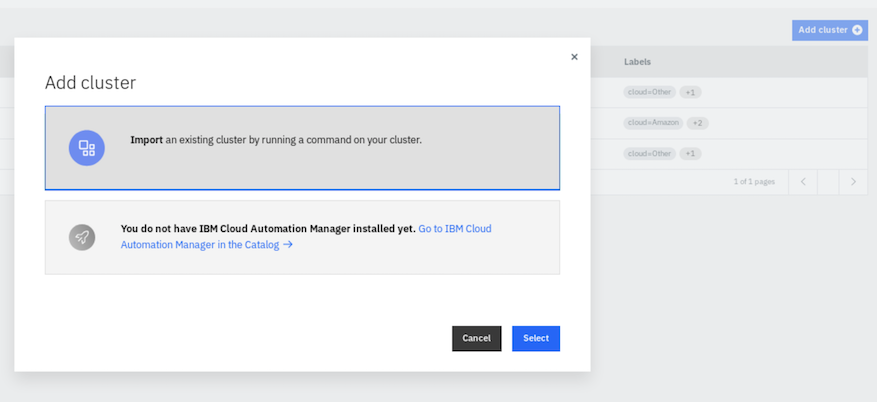 Add cluster
×
Add cluster
Labels
Import an existing cluster by running a command on your cluster.
cloud=Other +1
cloud=Amazon +2
cloud=Other +1
1 of 1 pages
You do not have IBM Cloud Automation Manager installed yet. Go to IBM Cloud
Automation Manager in the Catalog →
Cancel Select